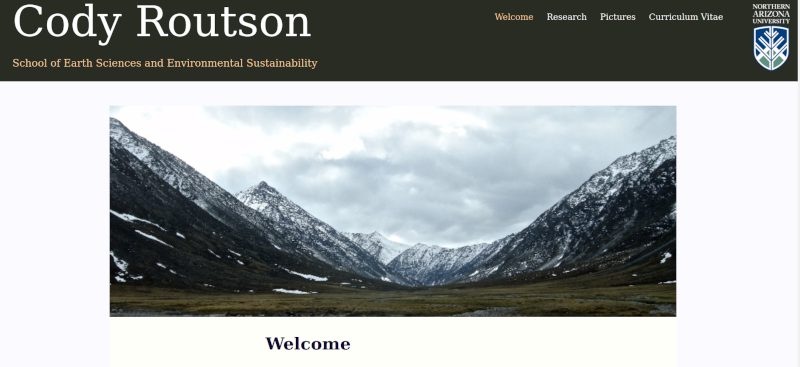 Cody Routson
Welcome
Research
Pictures
Curriculum Vitae
NORTHERN
ARIZONA
UNIVERSITY
School of Earth Sciences and Environmental Sustainability
Welcome